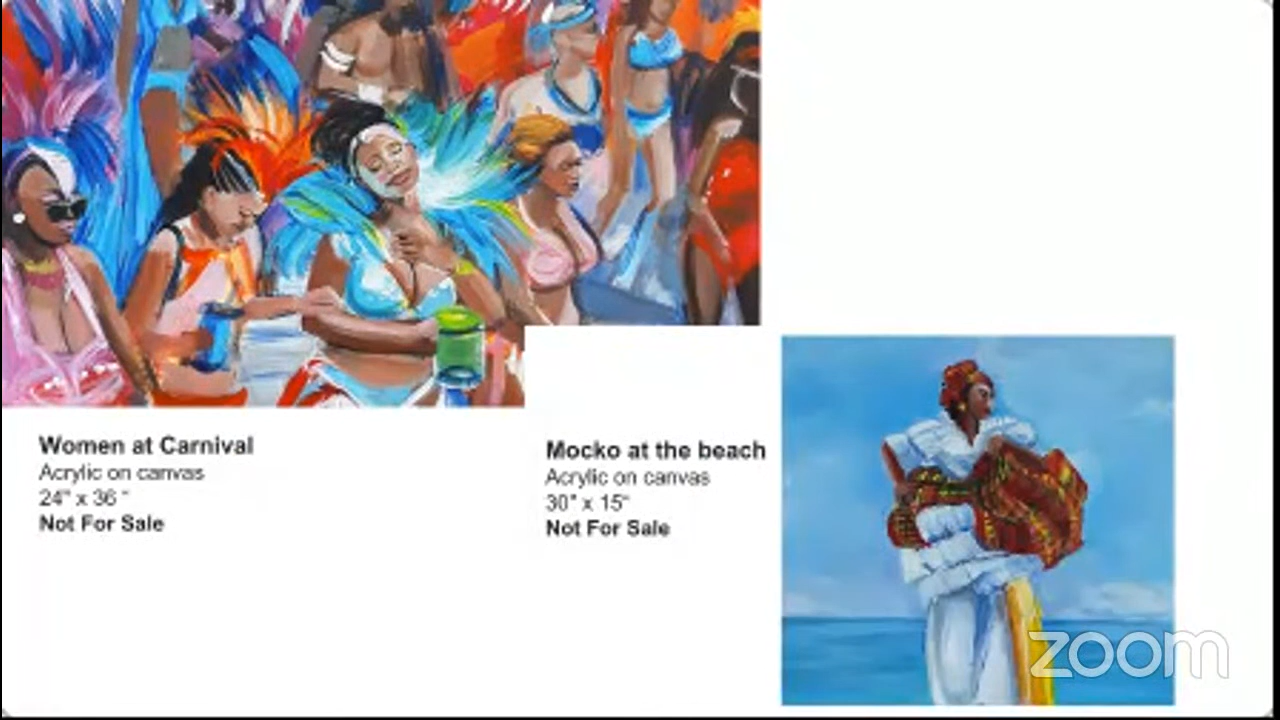 Women at Carnival
Acrylic on canvas
24" x 36 "
Not For Sale
Mocko at the beach
Acrylic on canvas
30" x 15"
Not For Sale
zoom